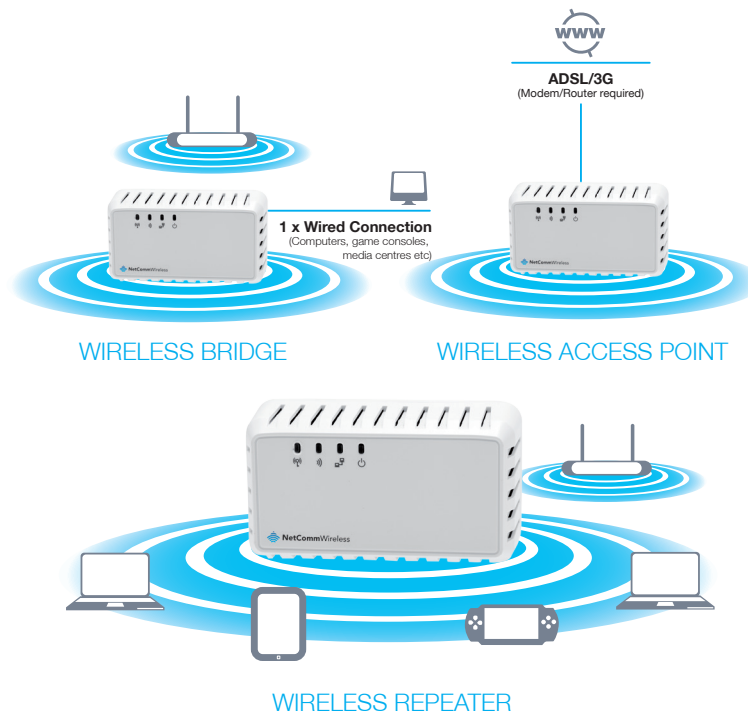 www
ADSL/3G
(Modem/Router required)
1 x Wired Connection
(Computers, game consoles,
media centres etc)
NetCommWireless
NetCommWireless
WIRELESS BRIDGE
WIRELESS ACCESS POINT
NetCommWireless
WIRELESS REPEATER